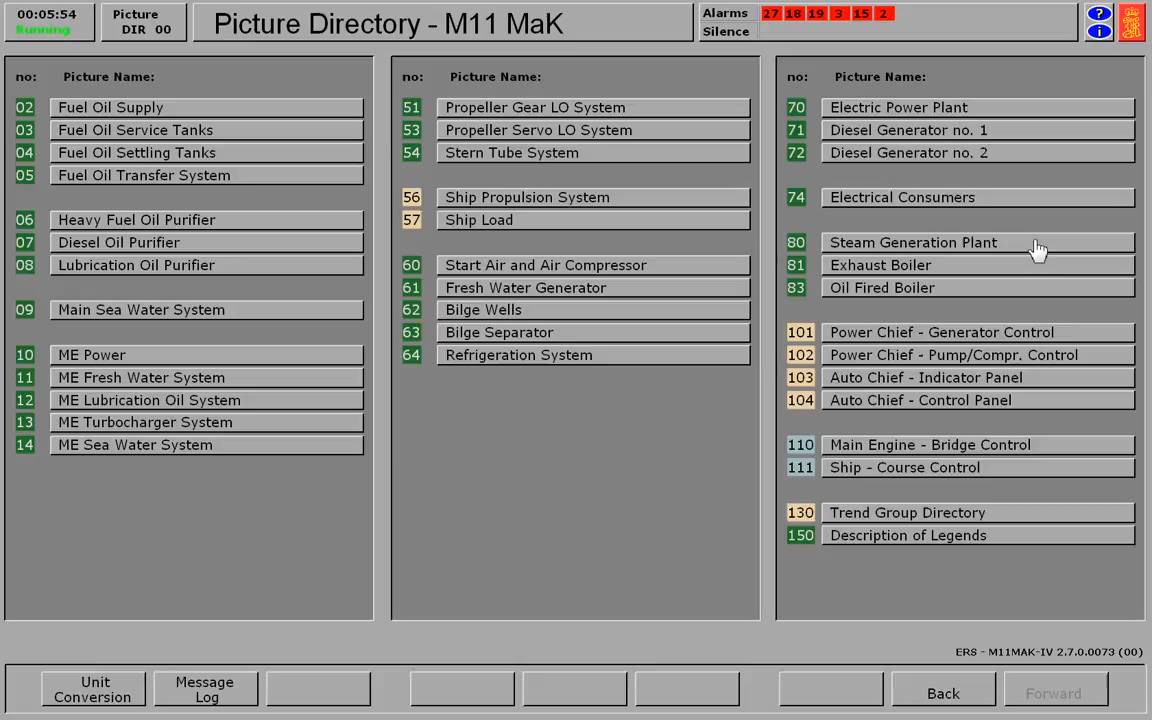 00:05:54
Running
Picture
DIR 00
Picture Directory - M11 MaK
Alarms 27 18 19 3 15 2
Silence
?
i
no: Picture Name:
02 Fuel Oil Supply
03 Fuel Oil Service Tanks
04 Fuel Oil Settling Tanks
05 Fuel Oil Transfer System
06 Heavy Fuel Oil Purifier
07 Diesel Oil Purifier
08 Lubrication Oil Purifier
09 Main Sea Water System
10 ME Power
11 ME Fresh Water System
12 ME Lubrication Oil System
13 ME Turbocharger System
14 ME Sea Water System
no: Picture Name:
51 Propeller Gear LO System
53 Propeller Servo LO System
54 Stern Tube System
56 Ship Propulsion System
57 Ship Load
60 Start Air and Air Compressor
61 Fresh Water Generator
62 Bilge Wells
63 Bilge Separator
64 Refrigeration System
no: Picture Name:
70 Electric Power Plant
71 Diesel Generator no. 1
72 Diesel Generator no. 2
74 Electrical Consumers
80 Steam Generation Plant
81 Exhaust Boiler
83 Oil Fired Boiler
101 Power Chief - Generator Control
102 Power Chief - Pump/Compr. Control
103 Auto Chief - Indicator Panel
104 Auto Chief - Control Panel
110 Main Engine - Bridge Control
111 Ship - Course Control
130 Trend Group Directory
150 Description of Legends
ERS - M11MAK-IV 2.7.0.0073 (00)
Unit
Conversion
Message
Log
Back
Forward